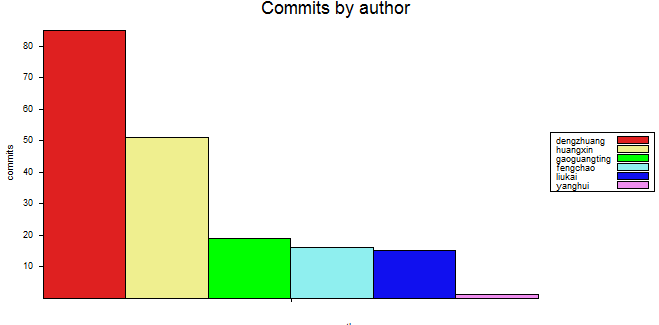 Commits by author
80
70
60
50
40
30
20
10
commits
dengzhuang
huangxin
gaoguangting
fengchao
liukai
yanghui